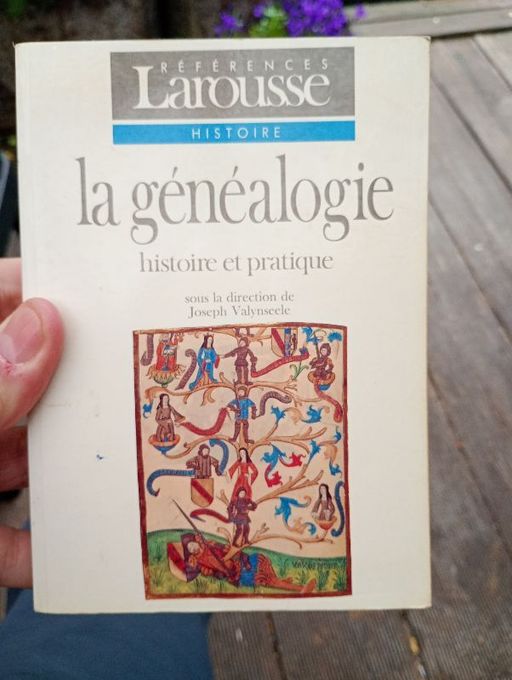 RÉFÉRENCES
Larousse
HISTOIRE
la généalogie
histoire et pratique
sous la direction de
Joseph Valynseele